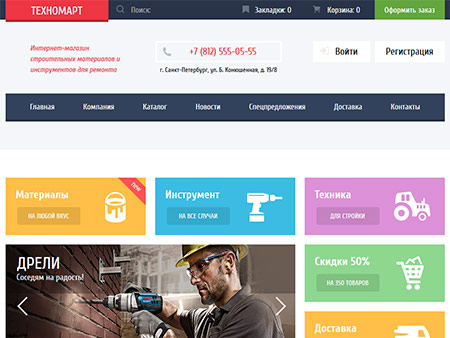 ТЕХНОМАРТ
Поиск:
Закладки: 0
Корзина: 0
Оформить заказ
Интернет-магазин
строительных материалов и
инструментов для ремонта
+7 (812) 555-05-55
г. Санкт-Петербург, ул. Б. Конюшенная, д. 19/8
Войти
Регистрация
Главная
Компания
Каталог
Новости
Спецпредложения
Доставка
Контакты
Материалы
НА ЛЮБОЙ ВКУС
new
Инструмент
НА ВСЕ СЛУЧАИ
Техника
ДЛЯ СТРОЙКИ
ДРЕЛИ
Соседям на радость!
Скидки 50%
НА 350 ТОВАРОВ
Доставка